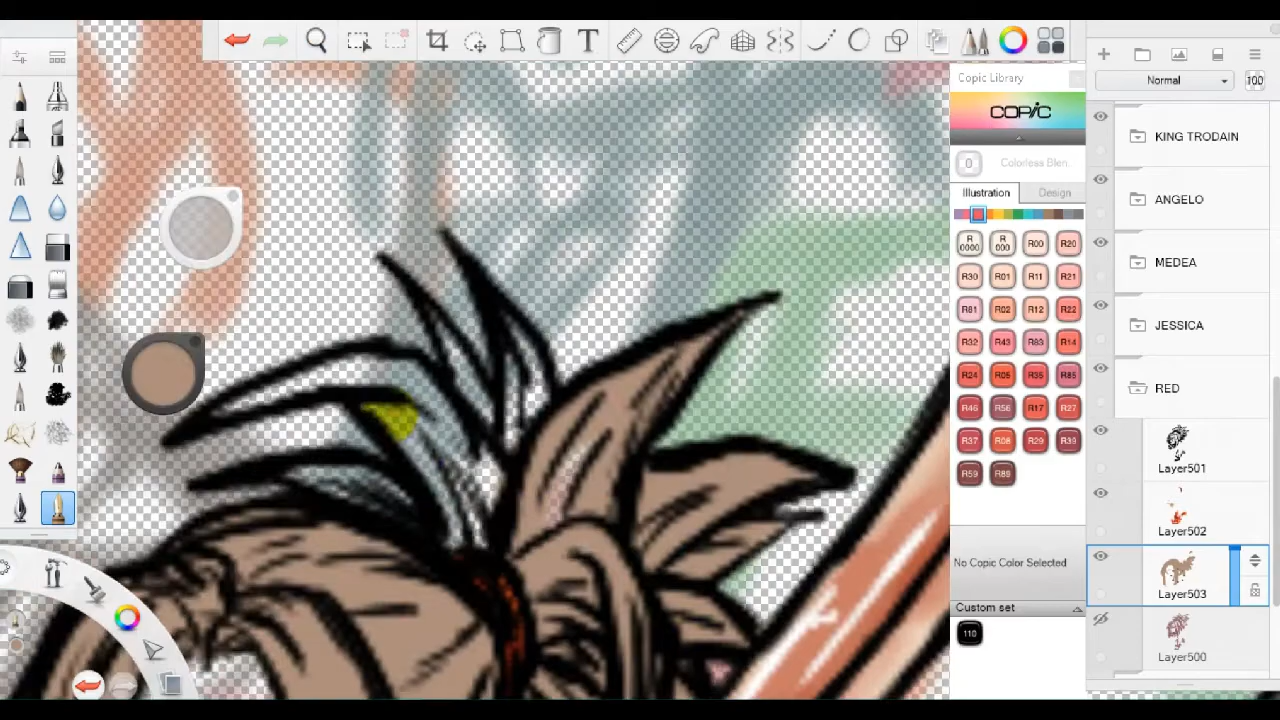 Copic Library
COPIC
0 Colorless Blen..
Illustration Design
R 0000 R 000 R00 R20
R30 R01 R11 R21
R81 R02 R12 R22
R32 R43 R83 R14
R24 R05 R35 R85
R46 R56 R17 R27
R37 R08 R29 R39
R59 R89
No Copic Color Selected
Custom set
110
Normal 100
KING TRODAIN
ANGELO
MEDEA
JESSICA
RED
Layer501
Layer502
Layer503
Layer500